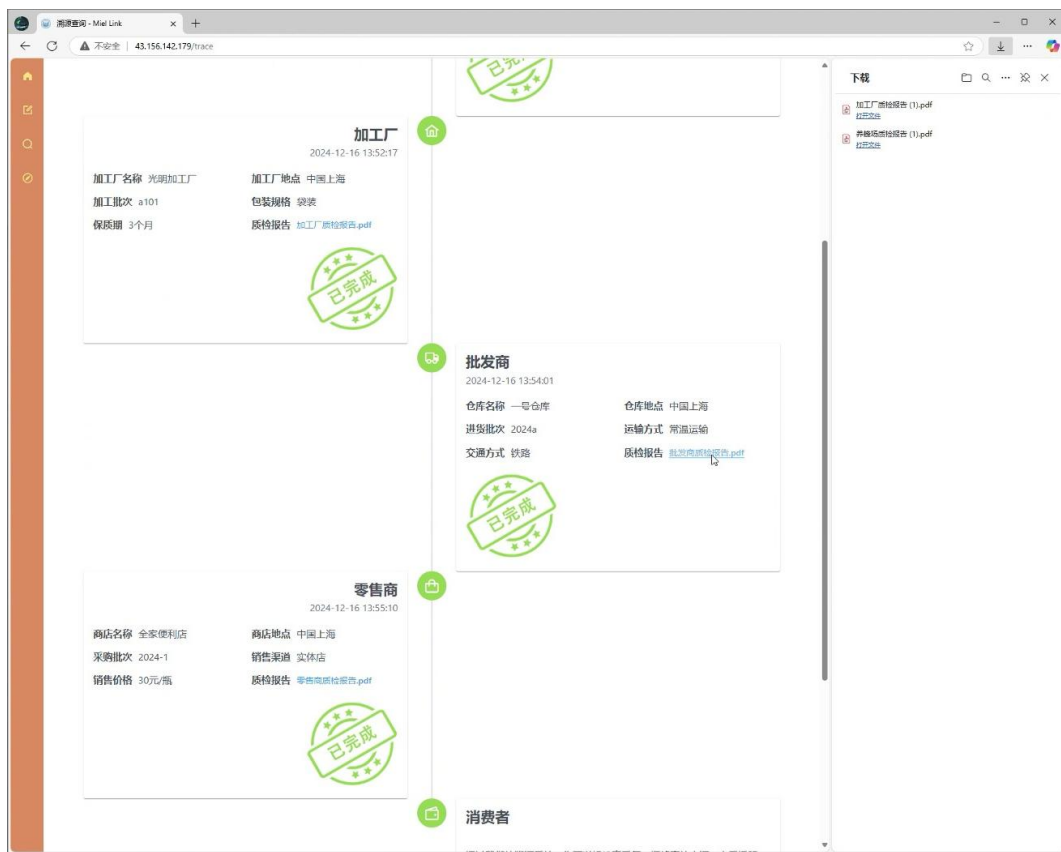 溯源查询 - Miel Link
不安全 43.156.142.179/trace
下载
加工厂质检报告 (1).pdf
打开文件
养蜂场质检报告 (1).pdf
打开文件
已完成
加工厂
2024-12-16 13:52:17
加工厂名称 光明加工厂 加工厂地点 中国上海
加工批次 a101 包装规格 袋装
保质期 3个月 质检报告 加工厂质检报告.pdf
已完成
批发商
2024-12-16 13:54:01
仓库名称 一号仓库 仓库地点 中国上海
进货批次 2024a 运输方式 常温运输
交通方式 铁路 质检报告 批发商质检报告.pdf
已完成
零售商
2024-12-16 13:55:10
商店名称 全家便利店 商店地点 中国上海
采购批次 2024-1 销售渠道 实体店
销售价格 30元/瓶 质检报告 零售商质检报告.pdf
已完成
消费者